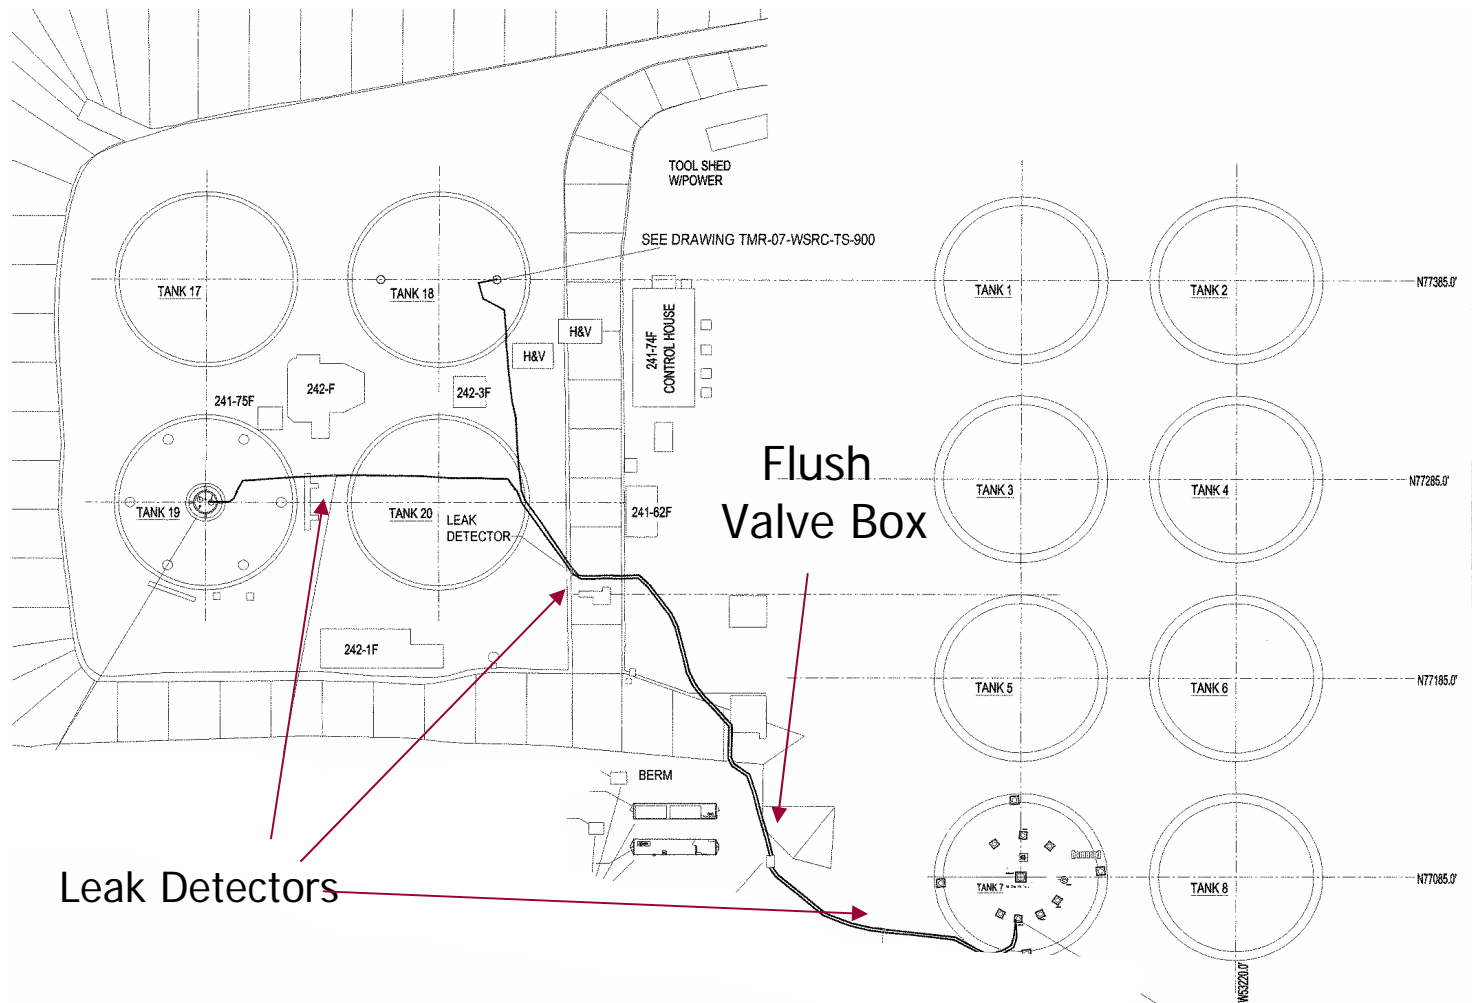 TOOL SHED
W/POWER
SEE DRAWING TMR-07-WSRC-TS-900
TANK 17
TANK 18
TANK 1
TANK 2
N77385.0'
H&V
H&V
241-74F
CONTROL HOUSE
242-F
242-3F
241-75F
Flush
Valve Box
TANK 3
TANK 4
N77285.0'
TANK 19
TANK 20
LEAK
DETECTOR
241-62F
242-1F
TANK 5
TANK 6
N77185.0'
BERM
Leak Detectors
TANK 7
TANK 8
N77085.0'
W53220.0'